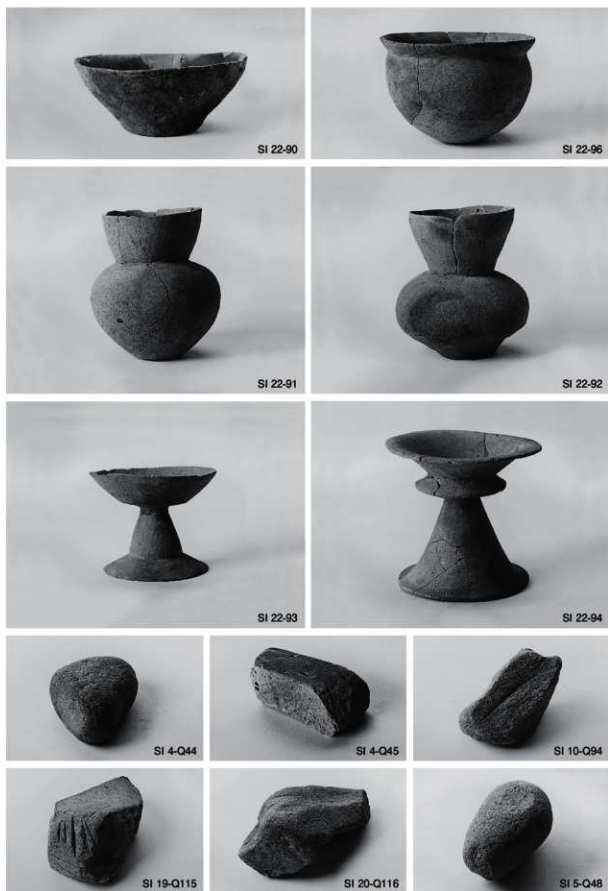 SI 22-90
SI 22-96
SI 22-91
SI 22-92
SI 22-93
SI 22-94
SI 4-Q44
SI 4-Q45
SI 10-Q94
SI 19-Q115
SI 20-Q116
SI 5-Q48